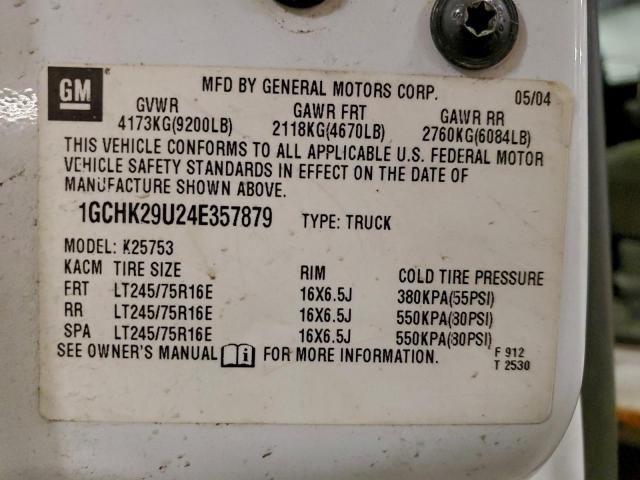 GM
MFD BY GENERAL MOTORS CORP. 05/04
GVWR GAWR FRT GAWR RR
4173KG(9200LB) 2118KG(4670LB) 2760KG(6084LB)
THIS VEHICLE CONFORMS TO ALL APPLICABLE U.S. FEDERAL MOTOR
VEHICLE SAFETY STANDARDS IN EFFECT ON THE DATE OF
MANUFACTURE SHOWN ABOVE.
1GCHK29U24E357879 TYPE: TRUCK
MODEL: K25753
KACM TIRE SIZE RIM COLD TIRE PRESSURE
FRT LT245/75R16E 16X6.5J 380KPA(55PSI)
RR LT245/75R16E 16X6.5J 550KPA(80PSI)
SPA LT245/75R16E 16X6.5J 550KPA(80PSI)
SEE OWNER'S MANUAL FOR MORE INFORMATION.
F 912
T 2530